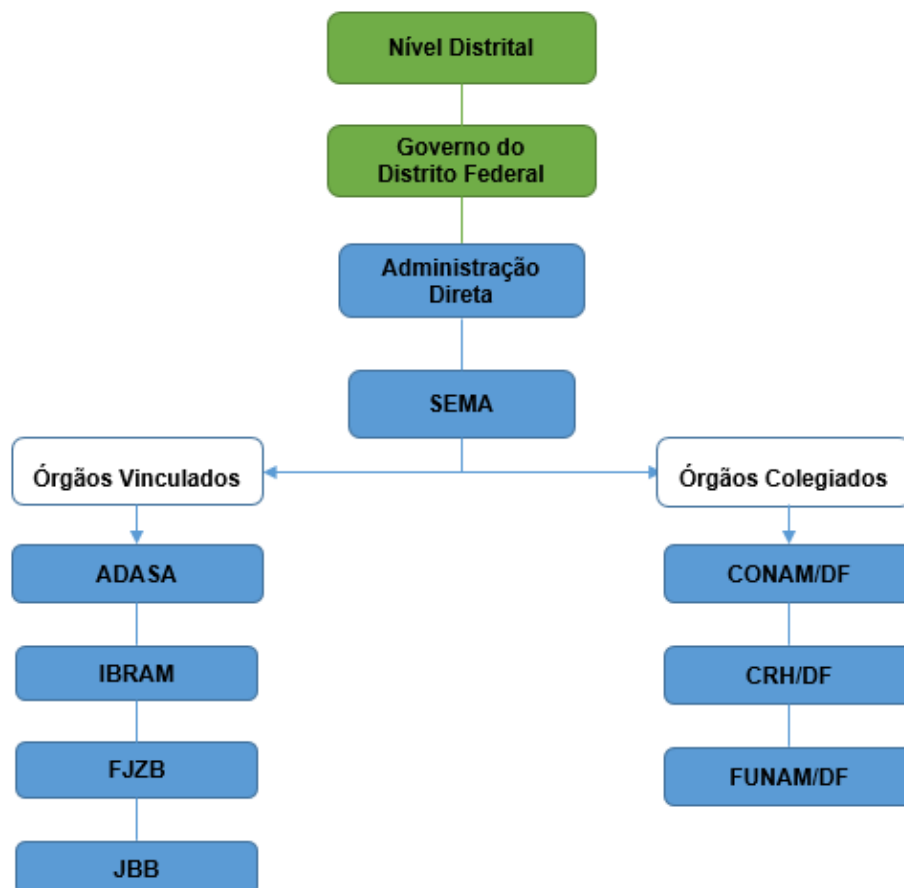 Nível Distrital
Governo do
Distrito Federal
Administração
Direta
SEMA
Órgãos Vinculados
Órgãos Colegiados
ADASA
CONAM/DF
IBRAM
CRH/DF
FJZB
FUNAM/DF
JBB